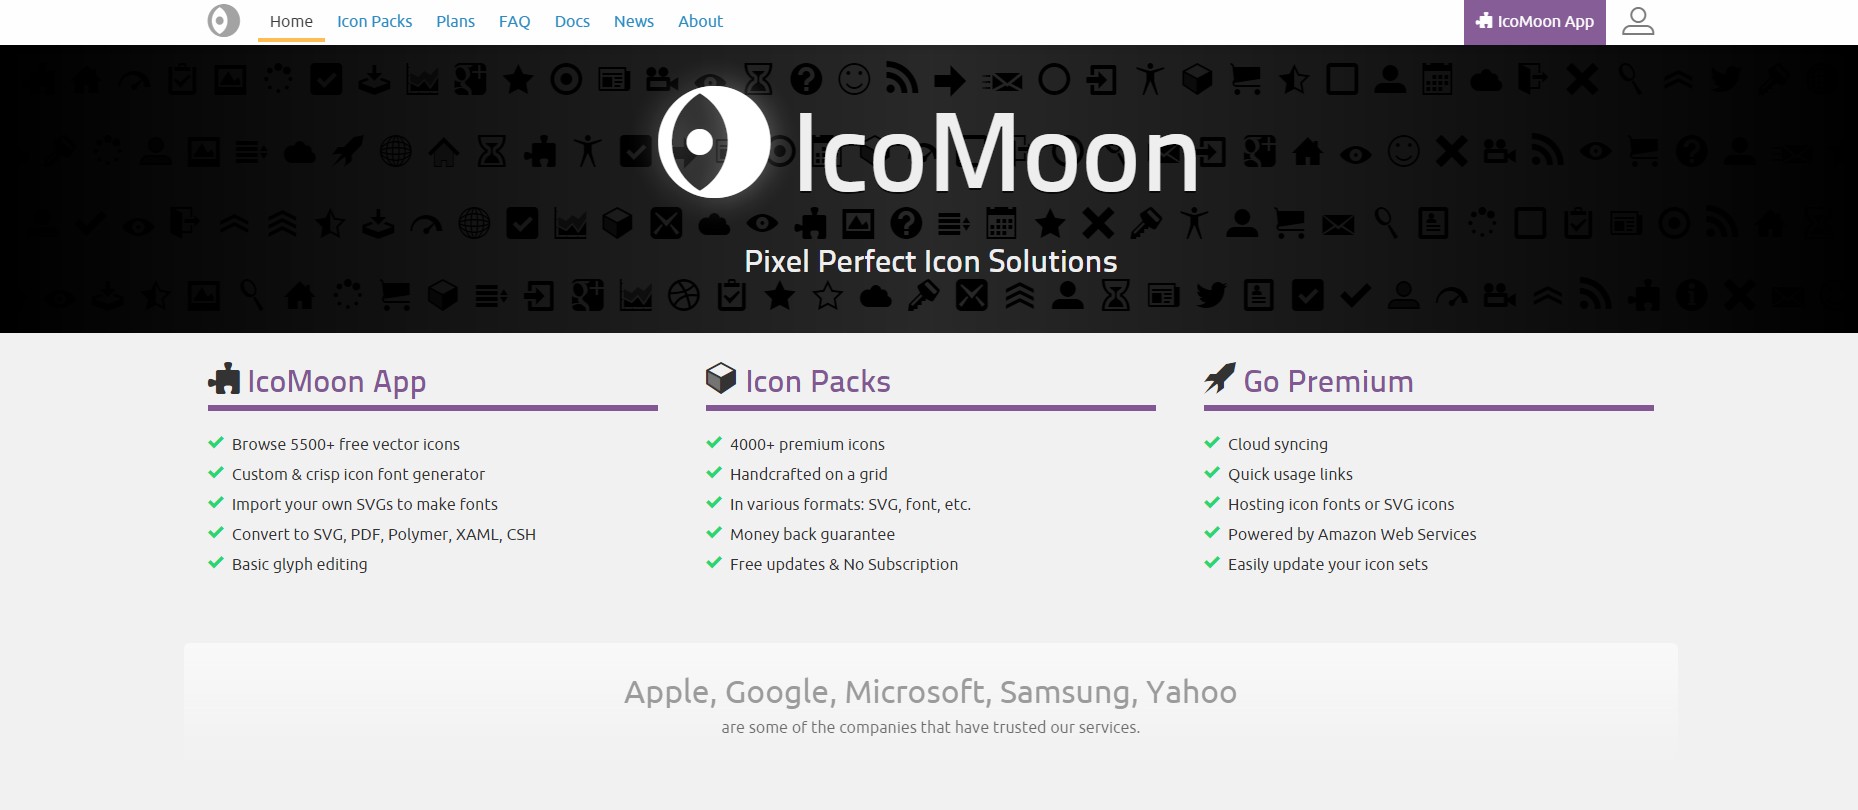 Home Icon Packs Plans FAQ Docs News About IcoMoon App
IcoMoon
Pixel Perfect Icon Solutions
IcoMoon App
Browse 5500+ free vector icons
Custom & crisp icon font generator
Import your own SVGs to make fonts
Convert to SVG, PDF, Polymer, XAML, CSH
Basic glyph editing
Icon Packs
4000+ premium icons
Handcrafted on a grid
In various formats: SVG, font, etc.
Money back guarantee
Free updates & No Subscription
Go Premium
Cloud syncing
Quick usage links
Hosting icon fonts or SVG icons
Powered by Amazon Web Services
Easily update your icon sets
Apple, Google, Microsoft, Samsung, Yahoo
are some of the companies that have trusted our services.